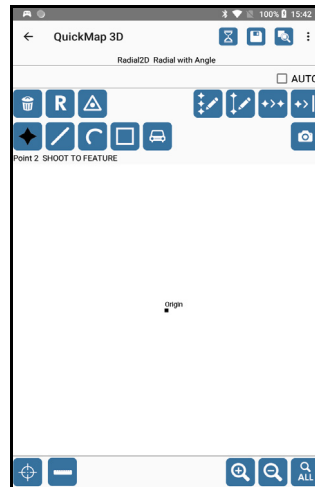 100% 15:42
QuickMap 3D
Radial2D Radial with Angle
AUTO
R
Point 2 SHOOT TO FEATURE
Origin
ALL